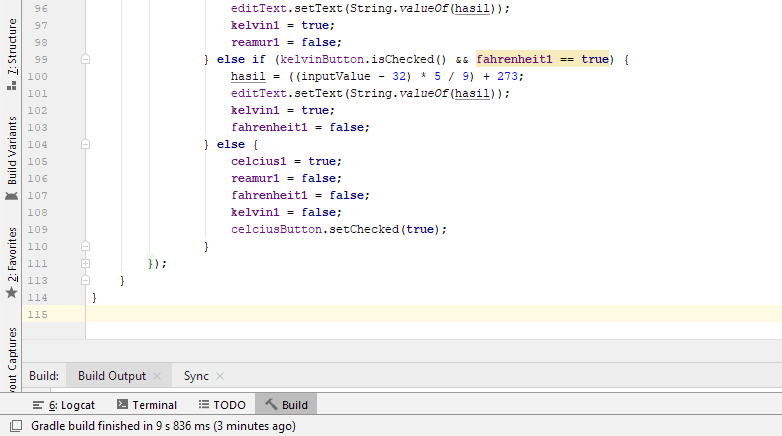 96 editText.setText(String.valueOf(hasil));
97 kelvin1 = true;
98 reamur1 = false;
99 } else if (kelvinButton.isChecked() && fahrenheit1 == true) {
100 hasil = ((inputValue - 32) * 5 / 9) + 273;
101 editText.setText(String.valueOf(hasil));
102 kelvin1 = true;
103 fahrenheit1 = false;
104 } else {
105 celcius1 = true;
106 reamur1 = false;
107 fahrenheit1 = false;
108 kelvin1 = false;
109 celciusButton.setChecked(true);
110 }
111 });
113 }
114 }
115
7: Structure
Build Variants
2: Favorites
out Captures
Build: Build Output Sync
6: Logcat Terminal TODO Build
Gradle build finished in 9 s 836 ms (3 minutes ago)